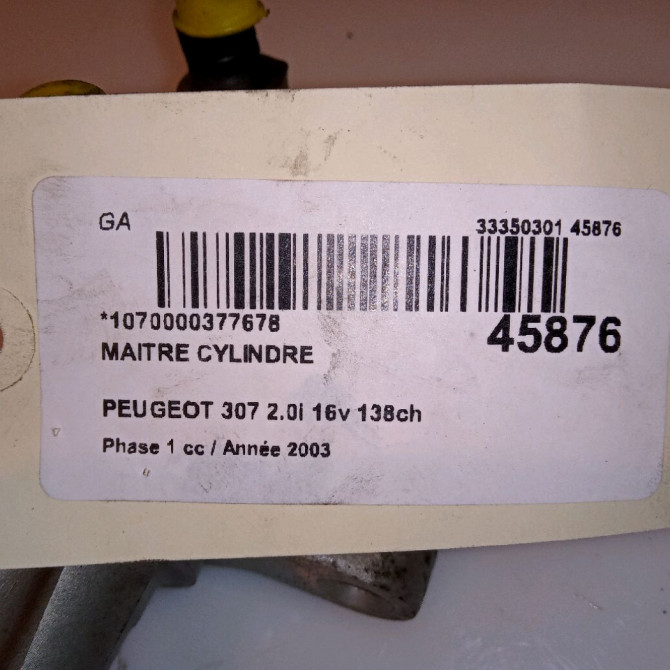 GA
33350301 45876
*1070000377678
45876
MAITRE CYLINDRE
PEUGEOT 307 2.0i 16v 138ch
Phase 1 cc / Année 2003